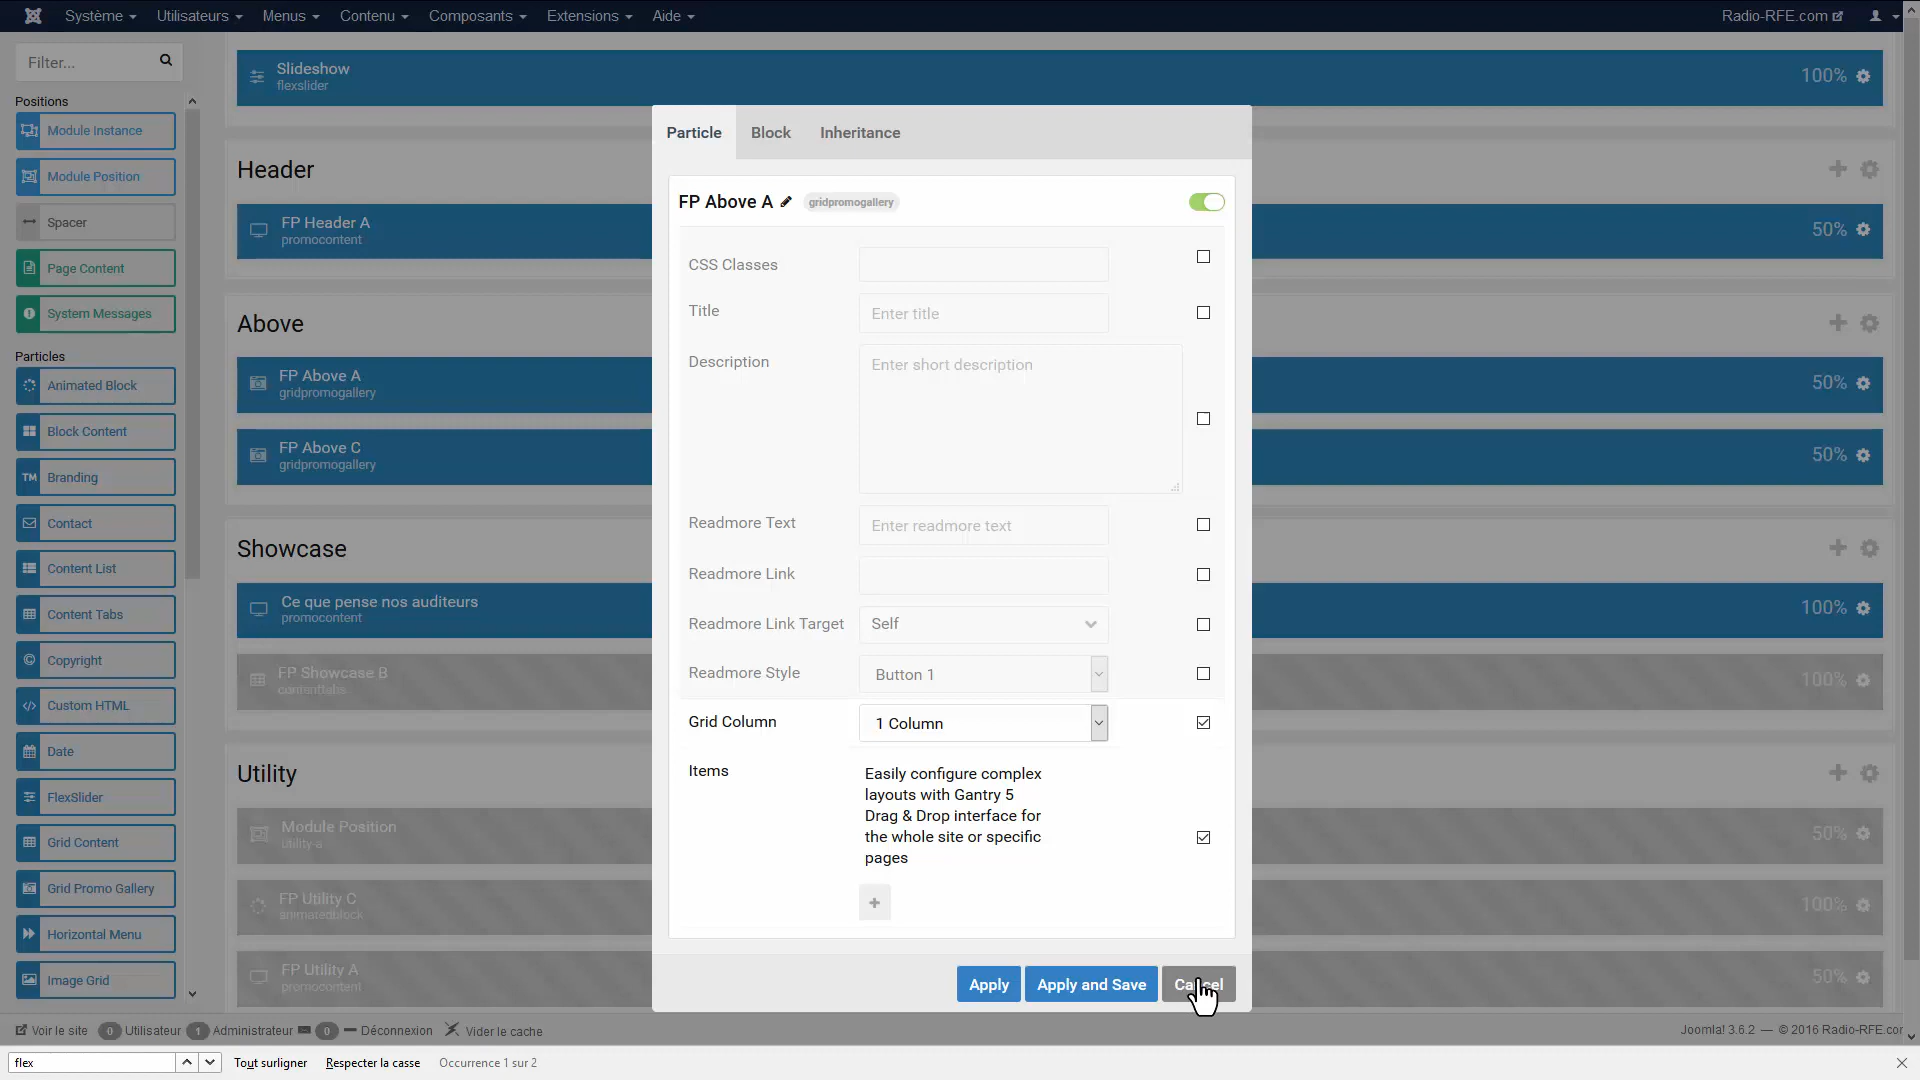 Système
Utilisateurs
Menus
Contenu
Composants
Extensions
Aide
Radio-RFE.com
Filter...
Positions
Module Instance
Module Position
Spacer
Page Content
System Messages
Particles
Animated Block
Block Content
Branding
Contact
Content List
Content Tabs
Copyright
Custom HTML
Date
FlexSlider
Grid Content
Grid Promo Gallery
Horizontal Menu
Image Grid
Slideshow
flexslider
100%
Header
FP Header A
promocontent
50%
Above
FP Above A
gridpromogallery
50%
FP Above C
gridpromogallery
50%
Showcase
Ce que pense nos auditeurs
promocontent
100%
FP Showcase B
contenttabs
100%
Utility
Module Position
utility-a
50%
FP Utility C
animatedblock
100%
FP Utility A
promocontent
50%
Particle
Block
Inheritance
FP Above A
gridpromogallery
CSS Classes
Title
Enter title
Description
Enter short description
Readmore Text
Enter readmore text
Readmore Link
Readmore Link Target
Self
Readmore Style
Button 1
Grid Column
1 Column
Items
Easily configure complex
layouts with Gantry 5
Drag & Drop interface for
the whole site or specific
pages
+
Apply
Apply and Save
Cancel
Voir le site
0 Utilisateur
1 Administrateur
0
Déconnexion
Vider le cache
Joomla! 3.6.2 — © 2016 Radio-RFE.cor
flex
Tout surligner
Respecter la casse
Occurrence 1 sur 2